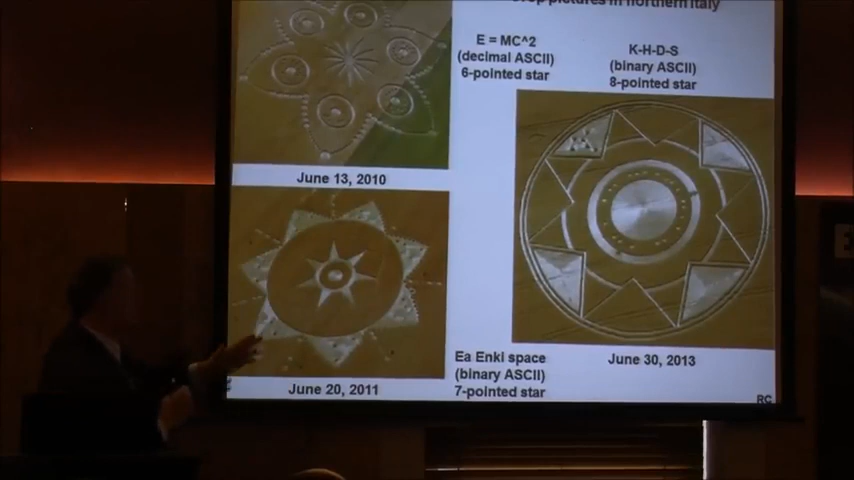 pictures in northern Italy
E = MC^2
(decimal ASCII)
6-pointed star
K-H-D-S
(binary ASCII)
8-pointed star
June 13, 2010
Ea Enki space
(binary ASCII)
7-pointed star
June 20, 2011
June 30, 2013
RC